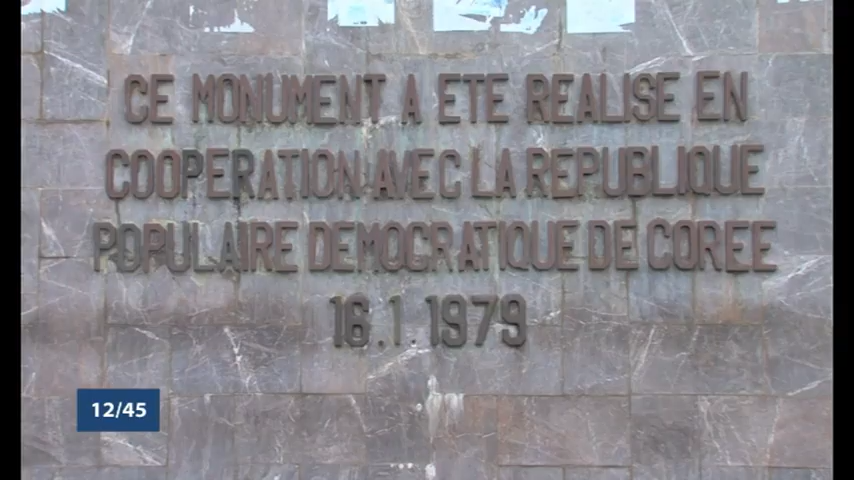 CE MONUMENT A ETE REALISE EN
COOPERATION AVEC LA REPUBLIQUE
POPULAIRE DEMOCRATIQUE DE COREE
16.1.1979
12/45